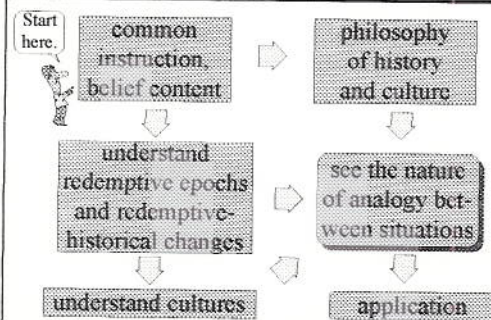 Start
here.
common
instruction,
belief content
philosophy
of history
and culture
understand
redemptive epochs
and redemptive-
historical changes
see the nature
of analogy bet-
ween situations
understand cultures
application